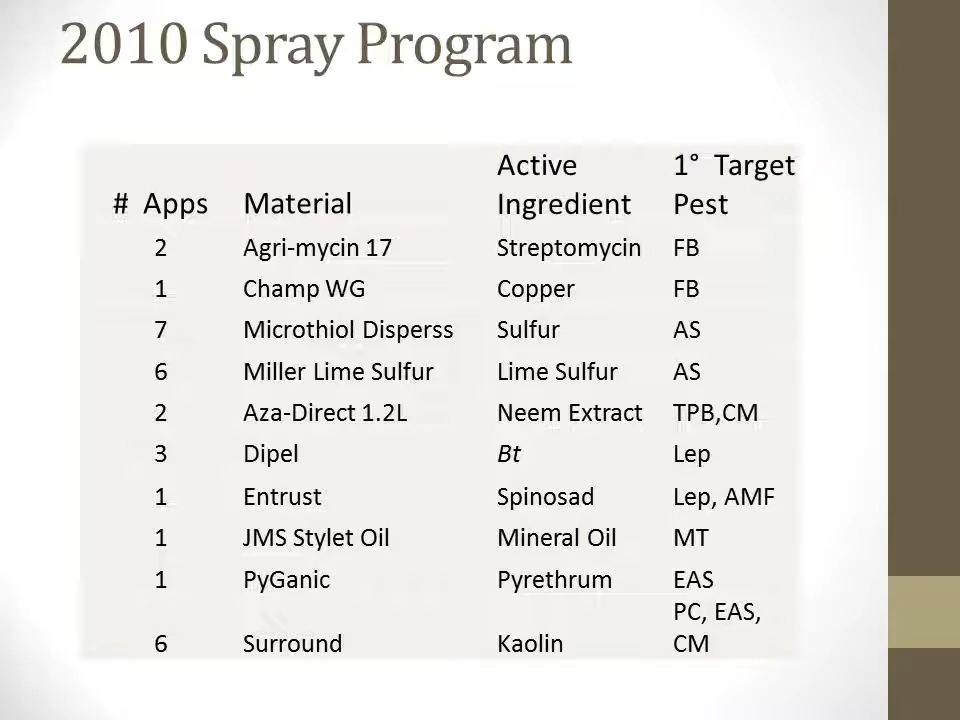 2010 Spray Program
# Apps Material Active Ingredient 1° Target Pest
2 Agri-mycin 17 Streptomycin FB
1 Champ WG Copper FB
7 Microthiol Disperss Sulfur AS
6 Miller Lime Sulfur Lime Sulfur AS
2 Aza-Direct 1.2L Neem Extract TPB,CM
3 Dipel Bt Lep
1 Entrust Spinosad Lep, AMF
1 JMS Stylet Oil Mineral Oil MT
1 PyGanic Pyrethrum EAS
6 Surround Kaolin PC, EAS, CM